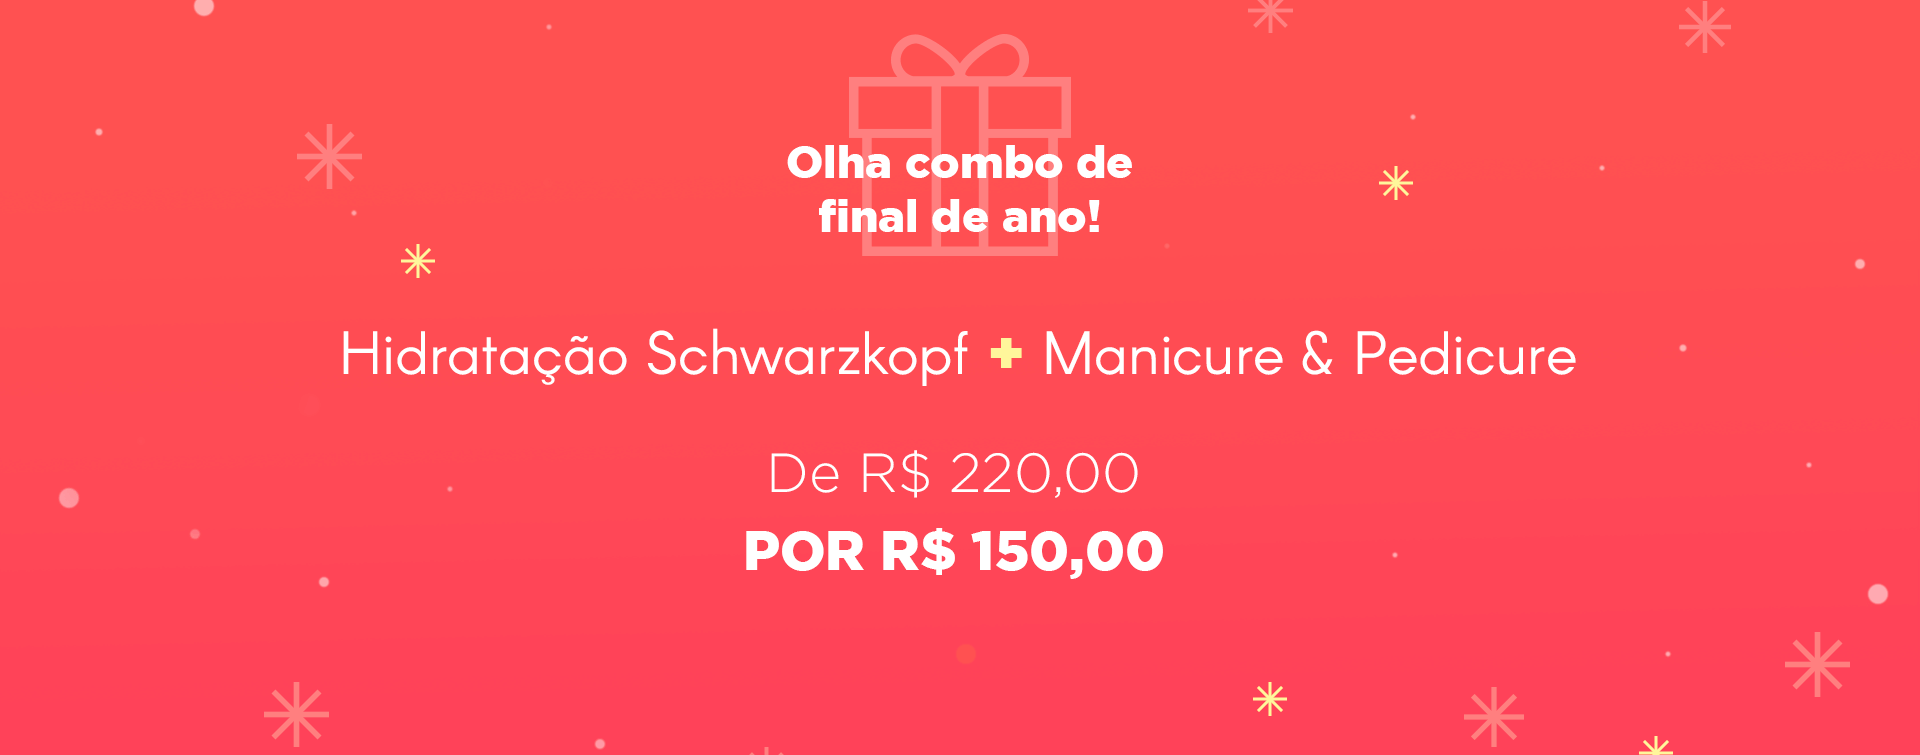 Olha combo de
final de ano!
Hidratação Schwarzkopf + Manicure & Pedicure
De R$ 220,00
POR R$ 150,00